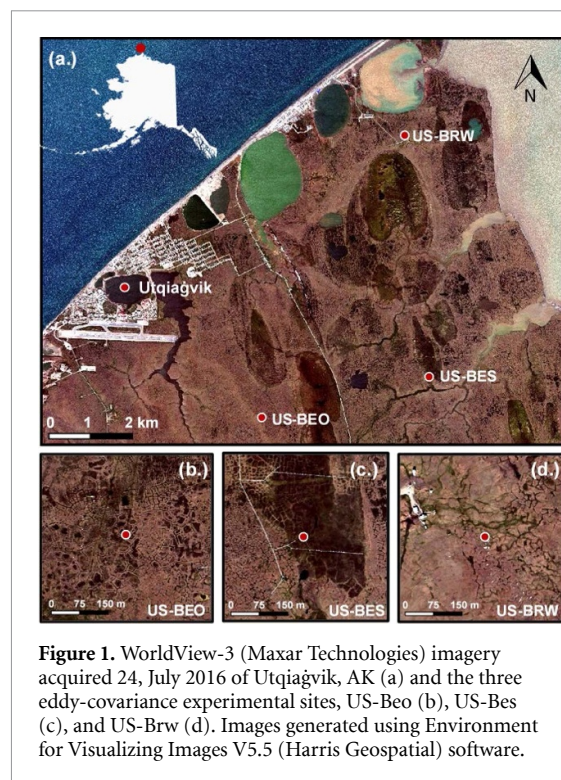 (a.)
N
US-BRW
Utqiaġvik
US-BES
US-BEO
0 1 2 km
(b.)
0 75 150 m
US-BEO
(c.)
0 75 150 m
US-BES
(d.)
0 75 150 m
US-BRW
Figure 1. WorldView-3 (Maxar Technologies) imagery
acquired 24, July 2016 of Utqiaġvik, AK (a) and the three
eddy-covariance experimental sites, US-Beo (b), US-Bes
(c), and US-Brw (d). Images generated using Environment
for Visualizing Images V5.5 (Harris Geospatial) software.